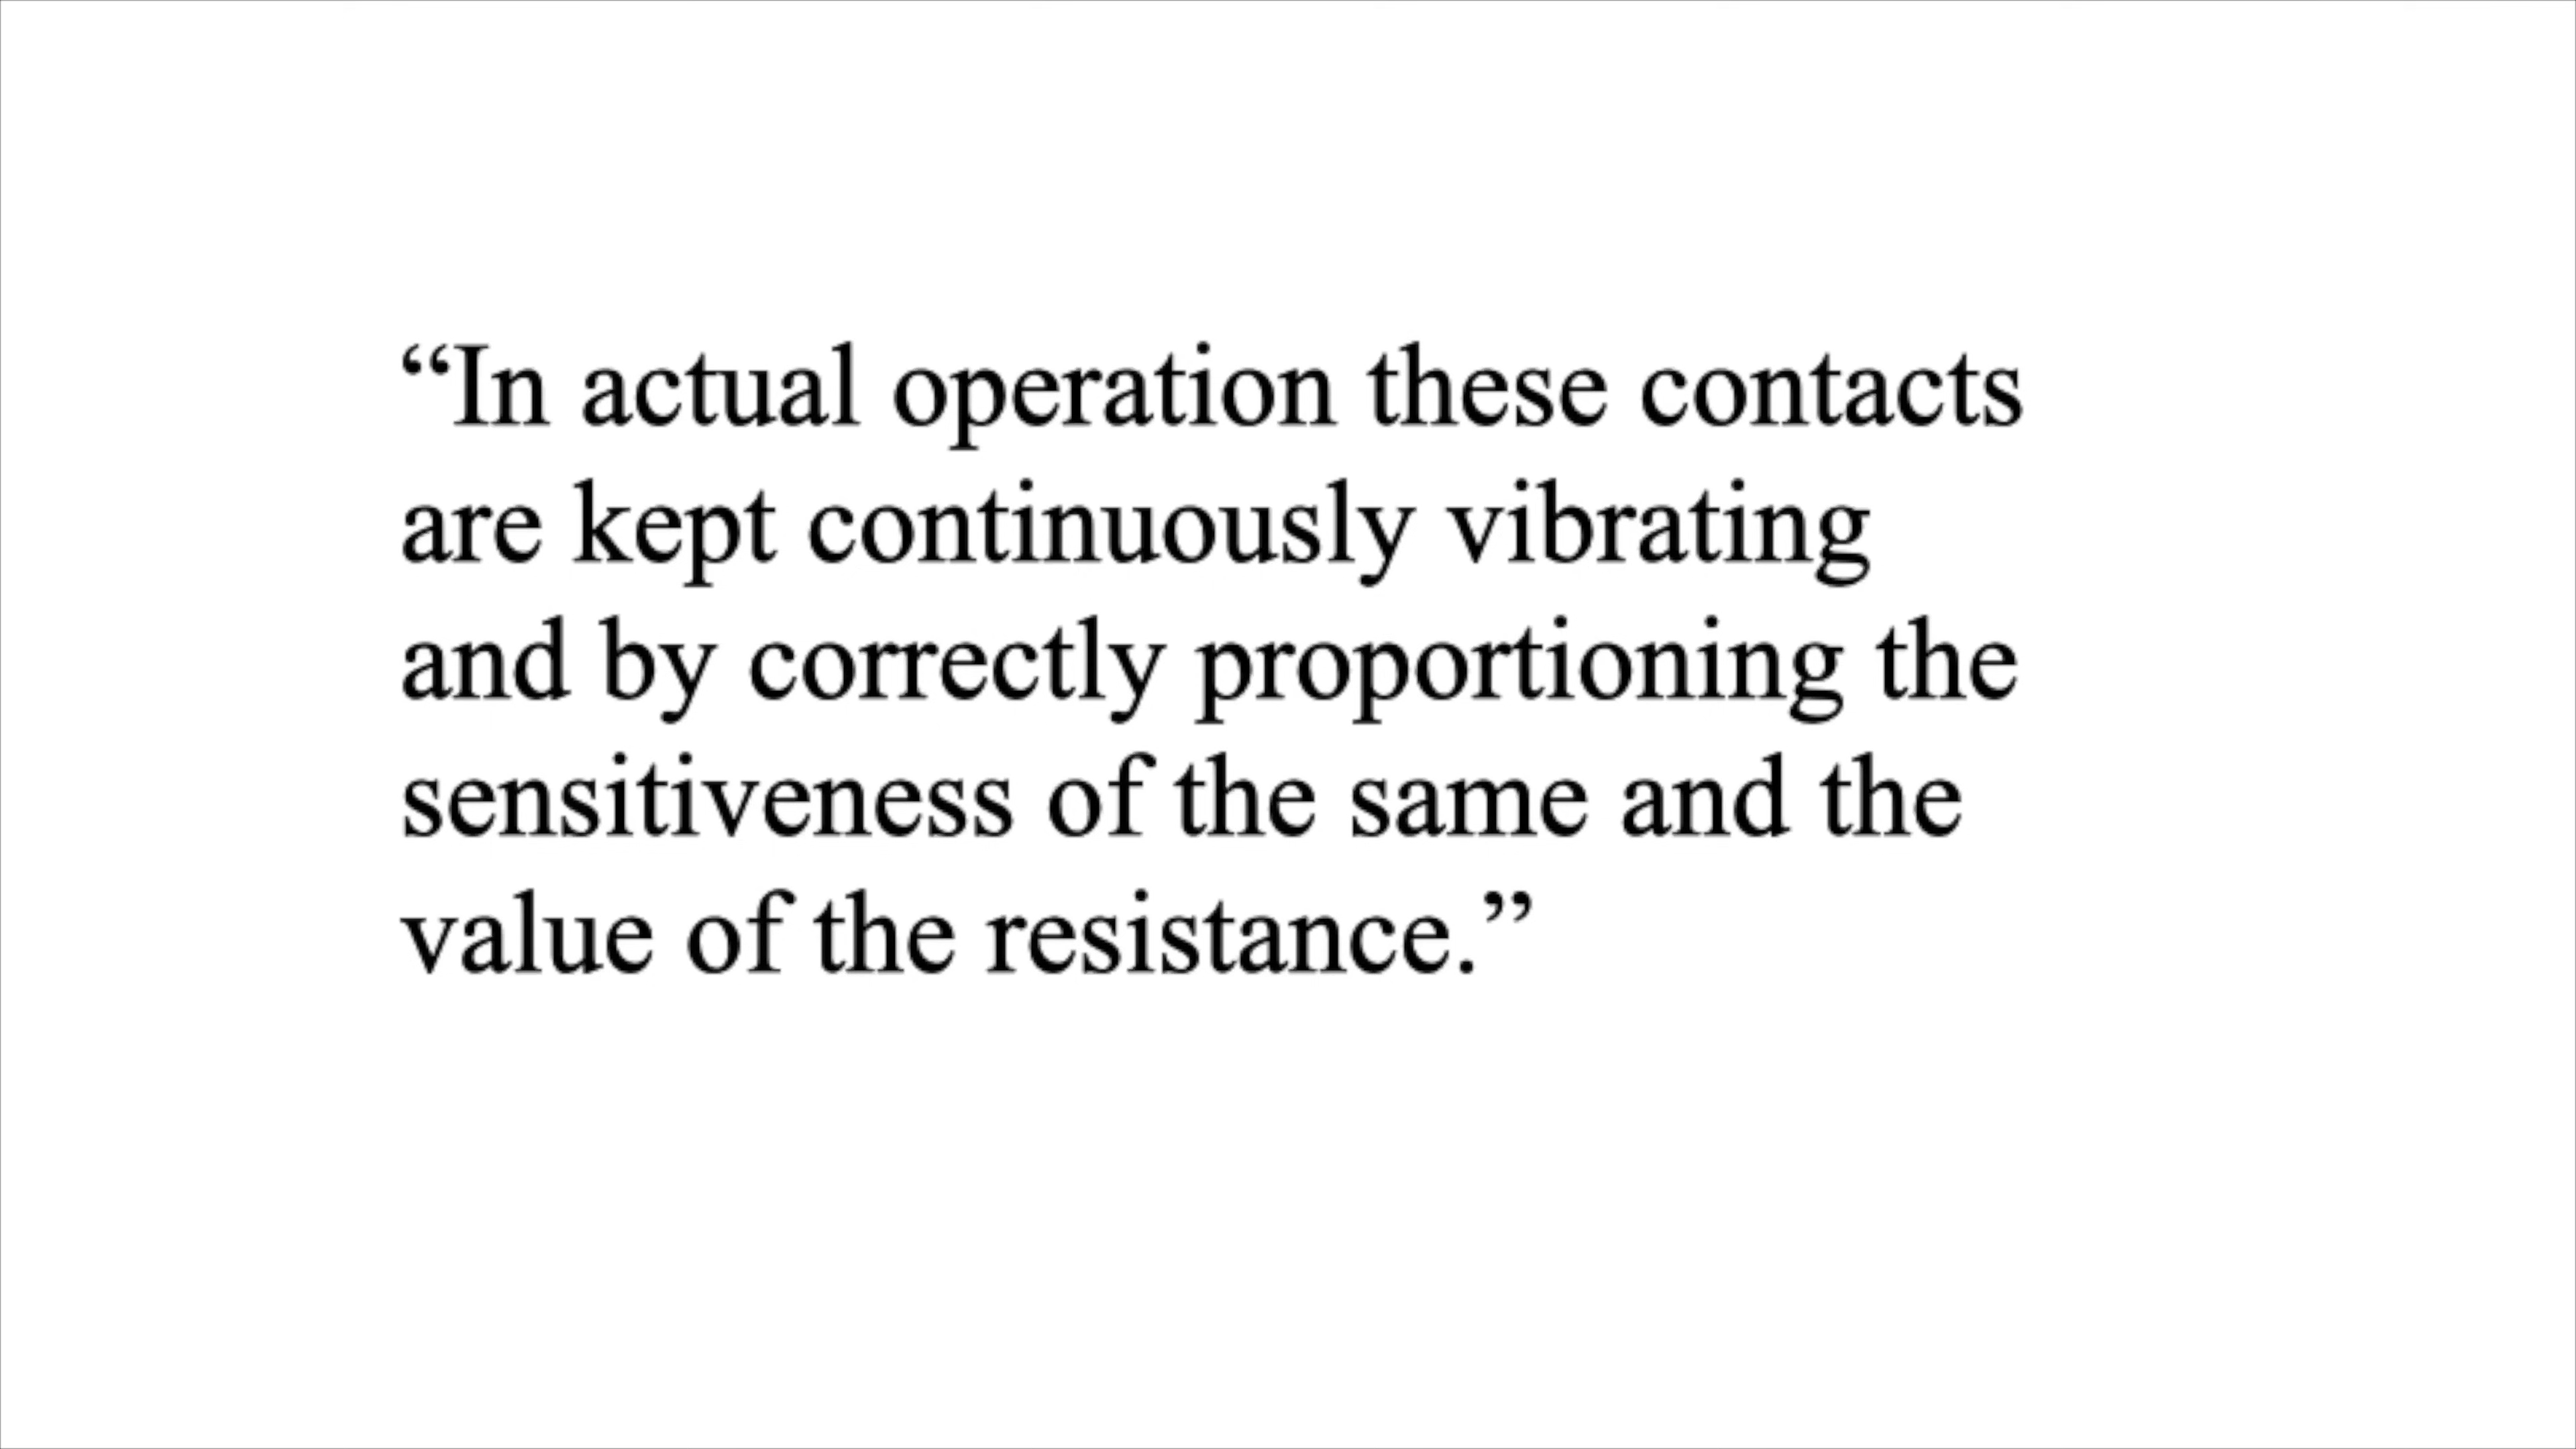 “In actual operation these contacts
are kept continuously vibrating
and by correctly proportioning the
sensitiveness of the same and the
value of the resistance.”